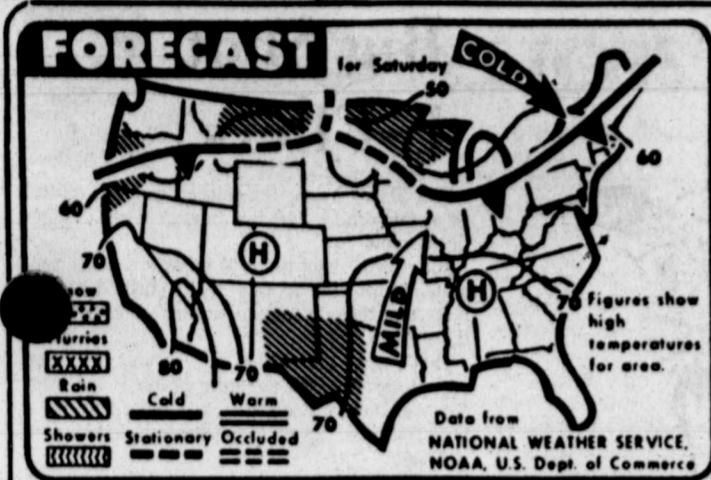 FORECAST
for Saturday
COLD
50
60
60
70
H
H
MILD
70
80
70
70
Figures show
high
temperatures
for area.
XXXX
Rain
Showers
Cold
Warm
Stationary
Occluded
Data from
NATIONAL WEATHER SERVICE,
NOAA, U.S. Dept. of Commerce